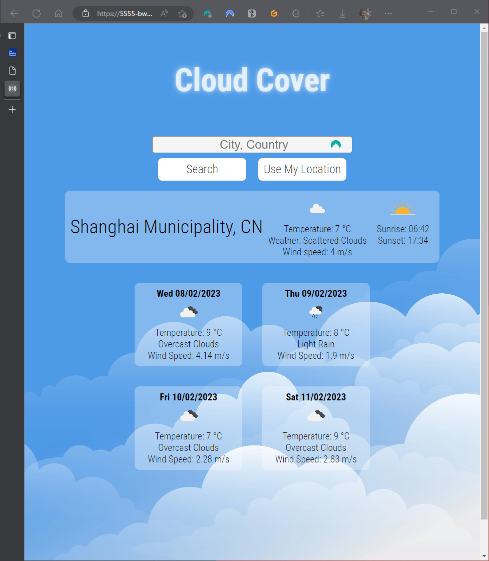 https://5555-bw...
Cloud Cover
City, Country
Search
Use My Location
Shanghai Municipality, CN
Temperature: 7 °C
Weather: Scattered Clouds
Wind speed: 4 m/s
Sunrise: 06:42
Sunset: 17:34
Wed 08/02/2023
Temperature: 9 °C
Overcast Clouds
Wind Speed: 4.14 m/s
Thu 09/02/2023
Temperature: 8 °C
Light Rain
Wind Speed: 1.9 m/s
Fri 10/02/2023
Temperature: 7 °C
Overcast Clouds
Wind Speed: 2.28 m/s
Sat 11/02/2023
Temperature: 9 °C
Overcast Clouds
Wind Speed: 2.83 m/s